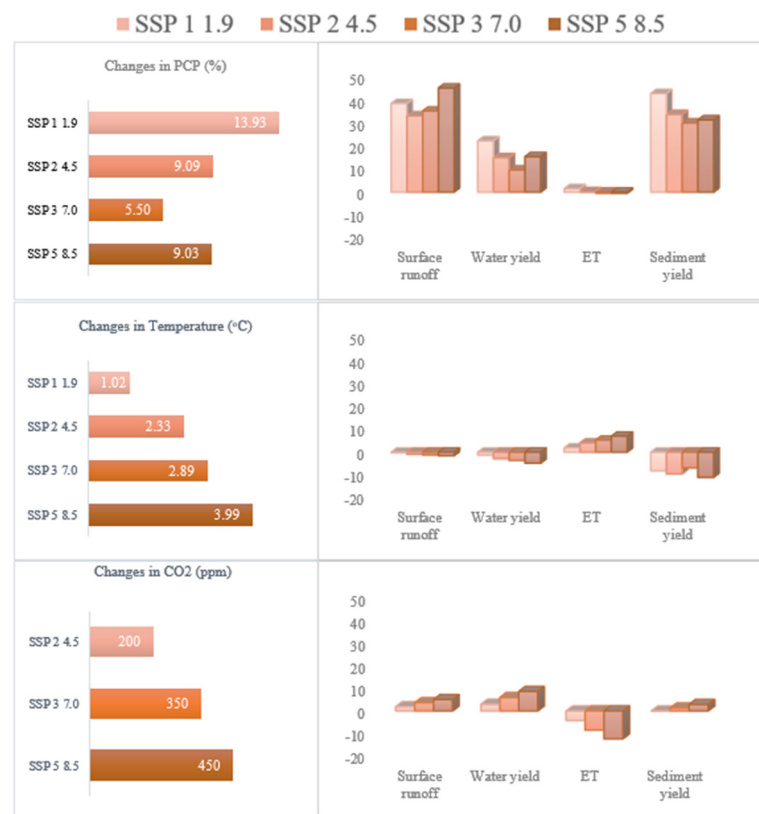 SSP 1 1.9 SSP 2 4.5 SSP 3 7.0 SSP 5 8.5
Changes in PCP (%)
SSP 1 1.9 13.93
SSP 2 4.5 9.09
SSP 3 7.0 5.50
SSP 5 8.5 9.03
50
40
30
20
10
0
-10
-20
Surface runoff Water yield ET Sediment yield
Changes in Temperature (°C)
SSP 1 1.9 1.02
SSP 2 4.5 2.33
SSP 3 7.0 2.89
SSP 5 8.5 3.99
50
40
30
20
10
0
-10
-20
Surface runoff Water yield ET Sediment yield
Changes in CO2 (ppm)
SSP 2 4.5 200
SSP 3 7.0 350
SSP 5 8.5 450
50
40
30
20
10
0
-10
-20
Surface runoff Water yield ET Sediment yield